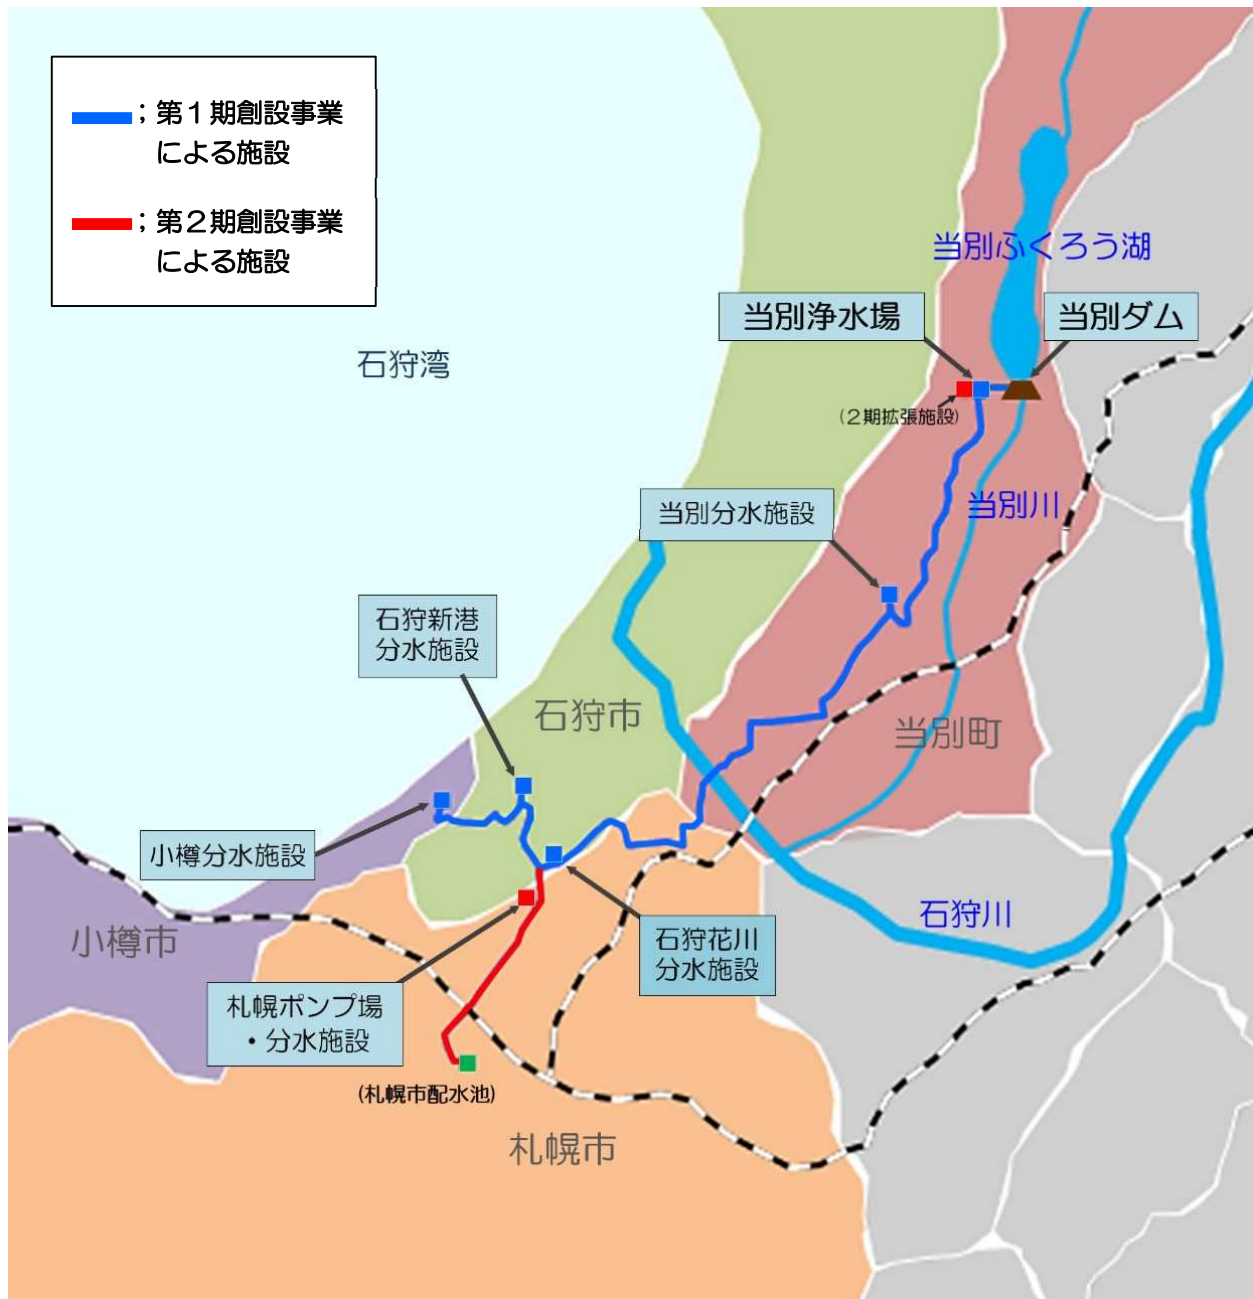 ；第１期創設事業
による施設
；第２期創設事業
による施設
当別ふくろう湖
当別浄水場
当別ダム
石狩湾
(２期拡張施設)
当別分水施設
当別川
石狩新港
分水施設
石狩市
当別町
小樽分水施設
小樽市
石狩花川
分水施設
石狩川
札幌ポンプ場
・分水施設
(札幌市配水池)
札幌市